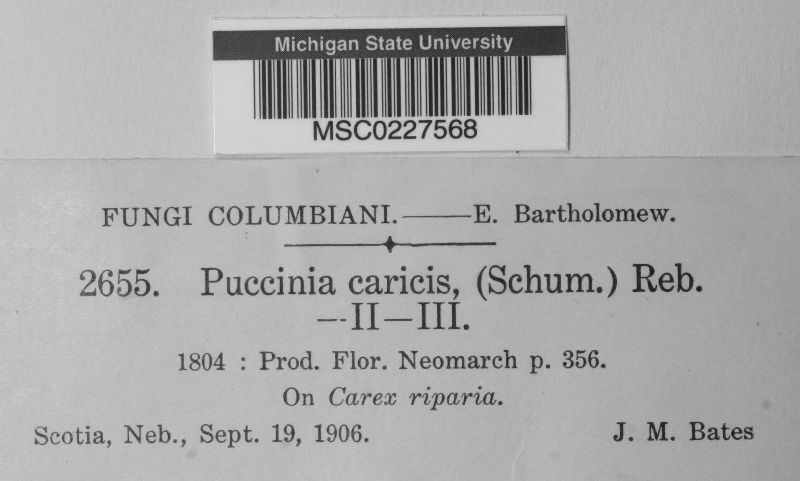 Michigan State University
MSC0227568
FUNGI COLUMBIANI.——E. Bartholomew.
2655. Puccinia caricis, (Schum.) Reb.
—II—III.
1804 : Prod. Flor. Neomarch p. 356.
On Carex riparia.
Scotia, Neb., Sept. 19, 1906. J. M. Bates